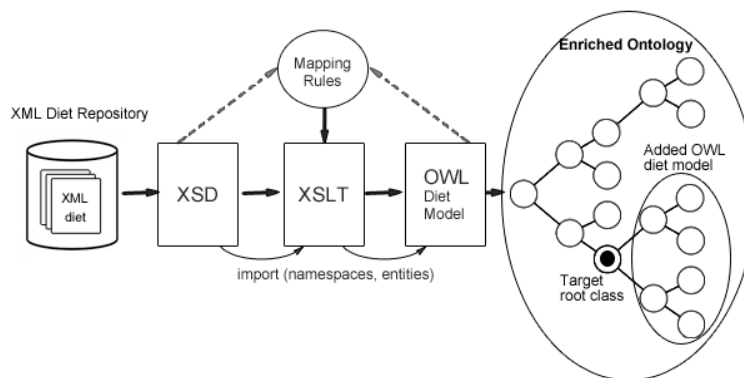 Enriched Ontology
Mapping
Rules
XML Diet Repository
XML
diet
XSD
XSLT
OWL
Diet
Model
import (namespaces, entities)
Added OWL
diet model
Target
root class